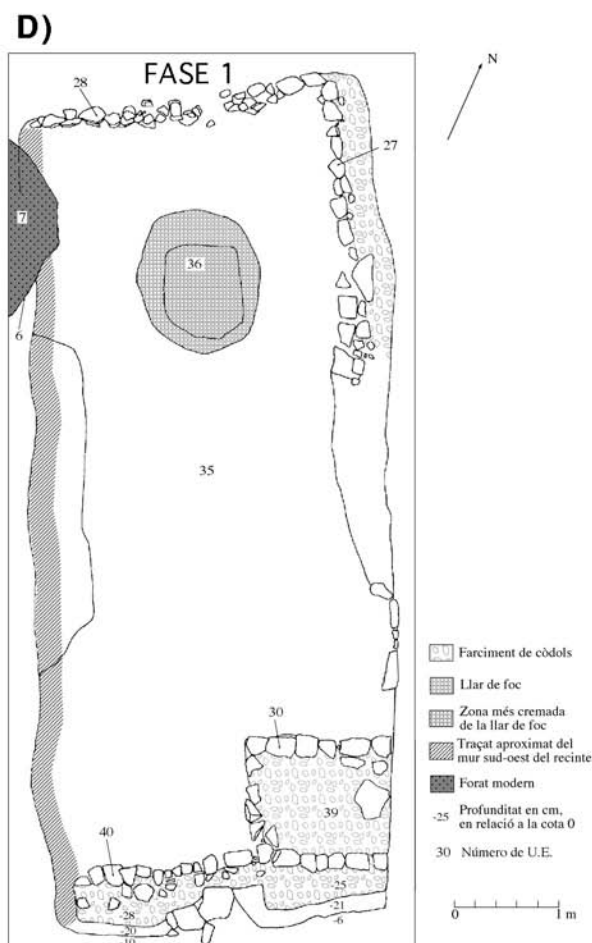 D)
FASE 1
N
28
27
7
36
6
35
30
39
40
-25
-28
-21
-20
-6
-10
Farciment de còdols
Llar de foc
Zona més cremada
de la llar de foc
Traçat aproximat del
mur sud-oest del recinte
Forat modern
-25 Profunditat en cm,
en relació a la cota 0
30 Número de U.E.
0 1 m